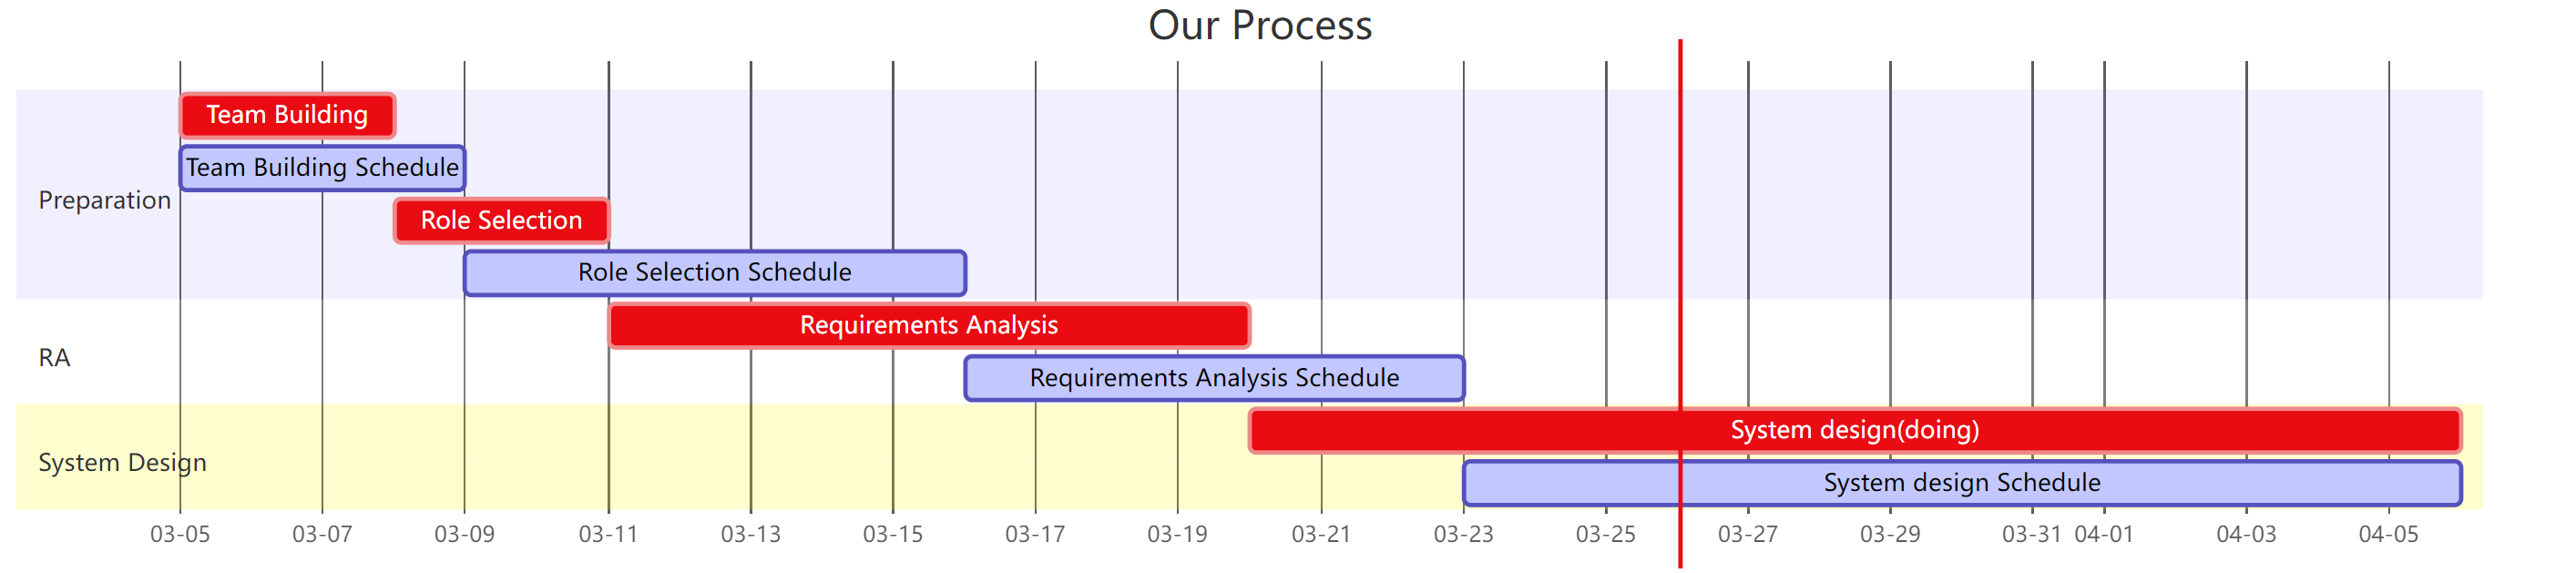 Our Process
Team Building
Team Building Schedule
Preparation
Role Selection
Role Selection Schedule
Requirements Analysis
RA
Requirements Analysis Schedule
System design(doing)
System Design
System design Schedule
03-05 03-07 03-09 03-11 03-13 03-15 03-17 03-19 03-21 03-23 03-25 03-27 03-29 03-31 04-01 04-03 04-05